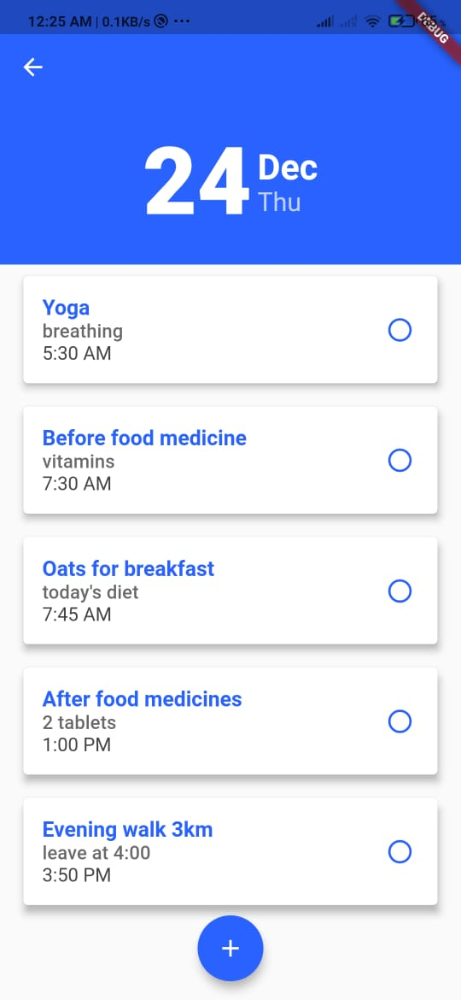 12:25 AM | 0.1KB/s ...
DEBUG
24
Dec
Thu
Yoga
breathing
5:30 AM
Before food medicine
vitamins
7:30 AM
Oats for breakfast
today's diet
7:45 AM
After food medicines
2 tablets
1:00 PM
Evening walk 3km
leave at 4:00
3:50 PM
+